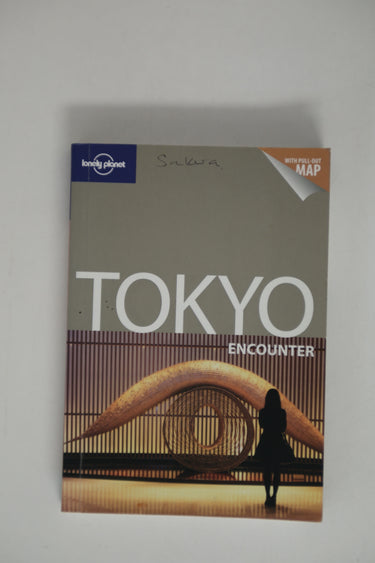 lonely planet
Sakura
WITH PULL-OUT
MAP
TOKYO
ENCOUNTER